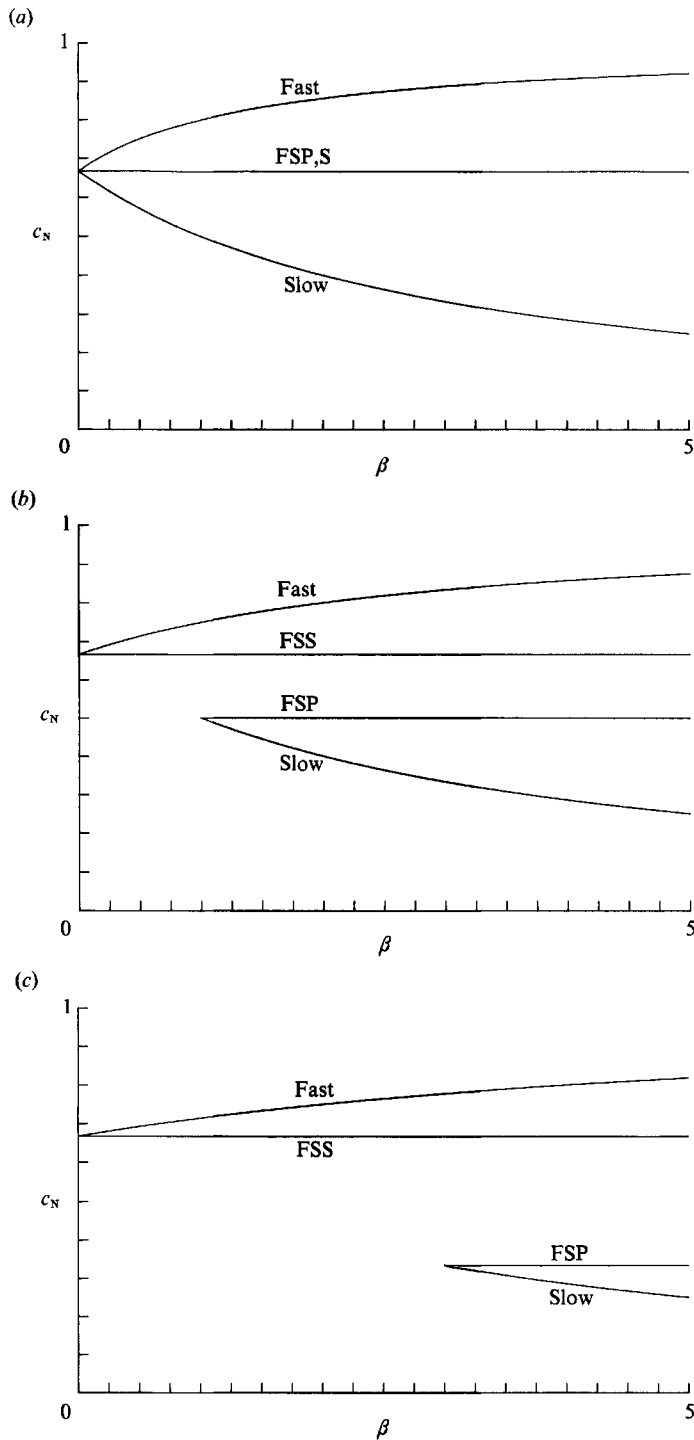 (a)
1
Fast
FSP,S
c_N
Slow
0
5
β
(b)
1
Fast
FSS
FSP
c_N
Slow
0
5
β
(c)
1
Fast
FSS
c_N
FSP
Slow
0
5
β